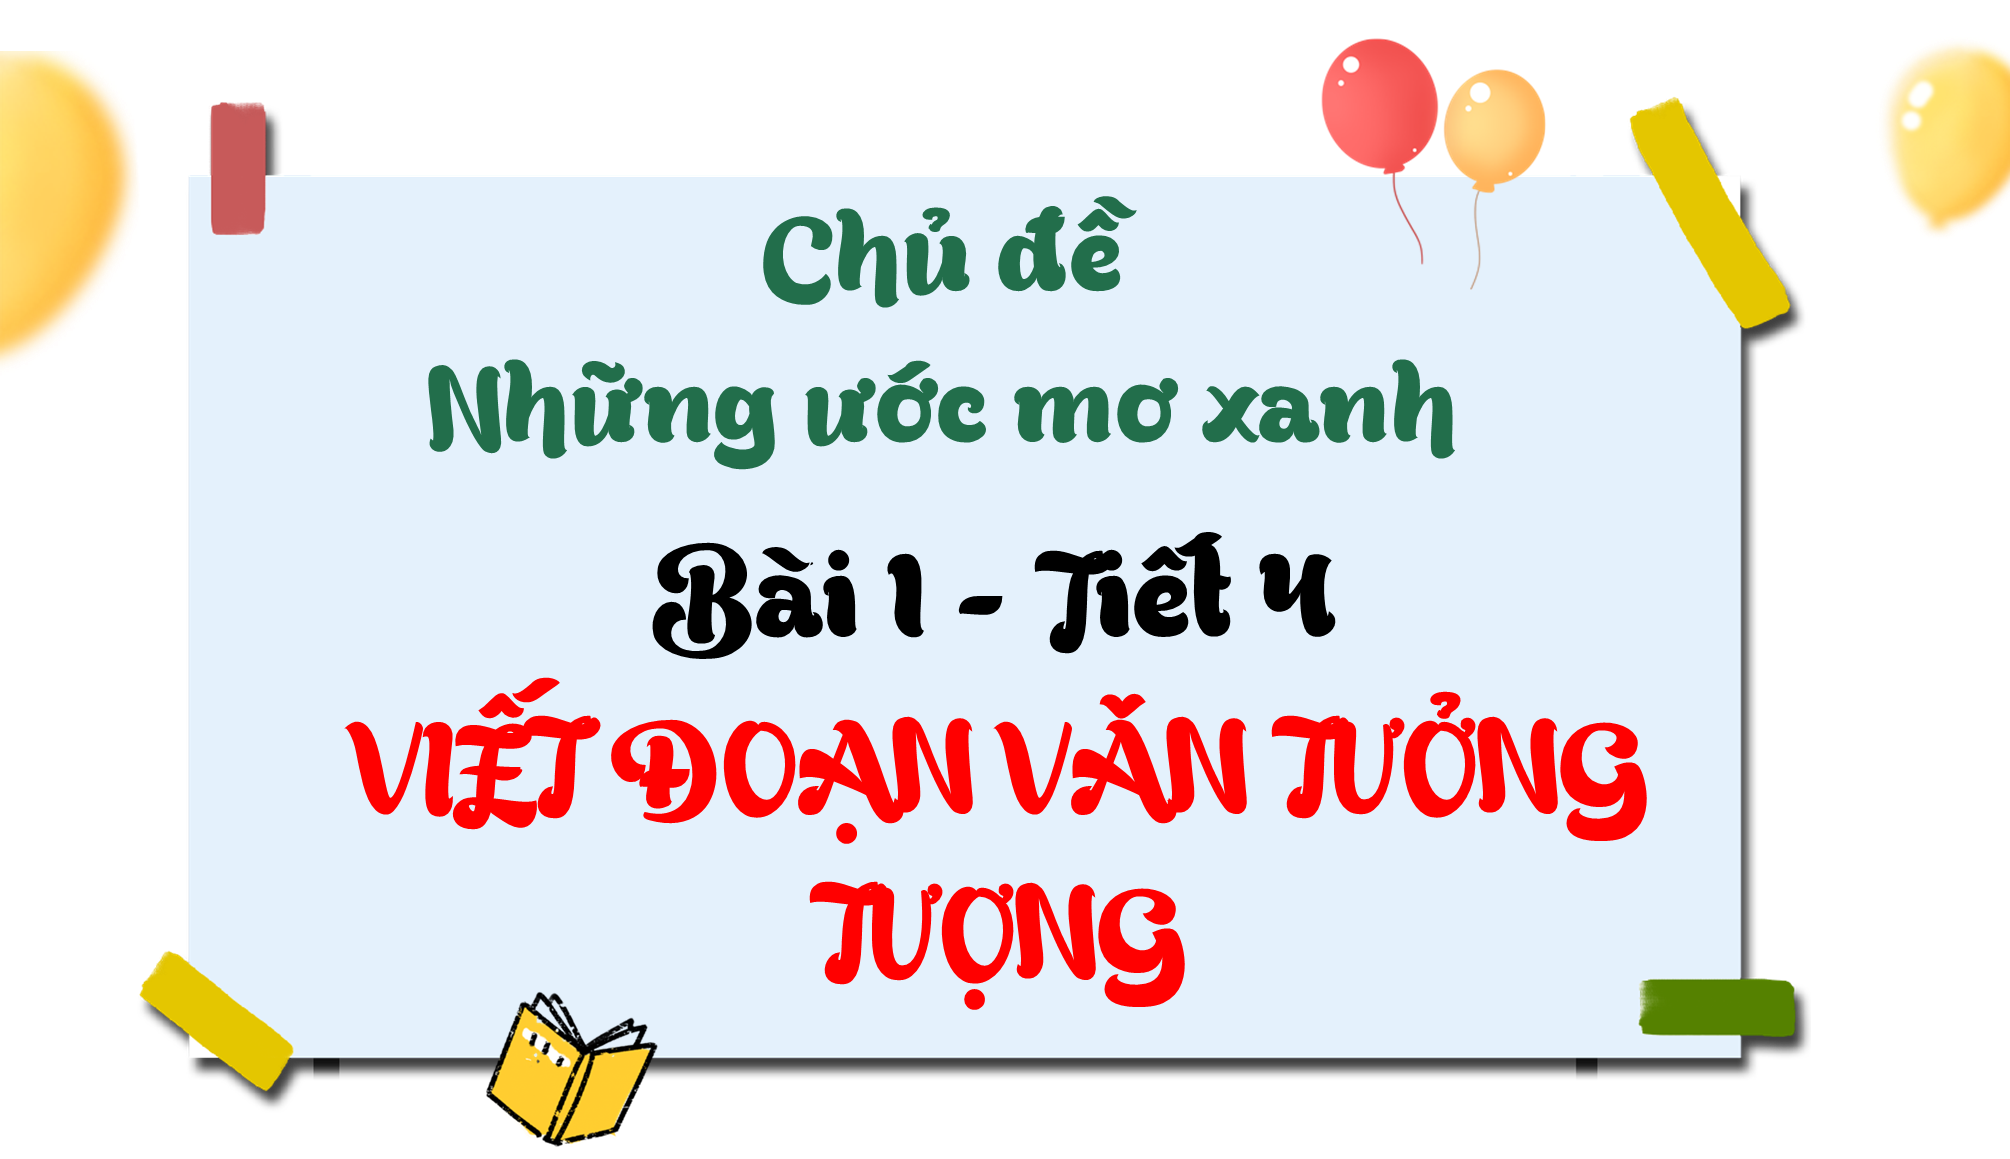 Chủ đề
Những ước mơ xanh
Bài 1 - Tiết 4
VIẾT ĐOẠN VĂN TƯỞNG
TƯỢNG